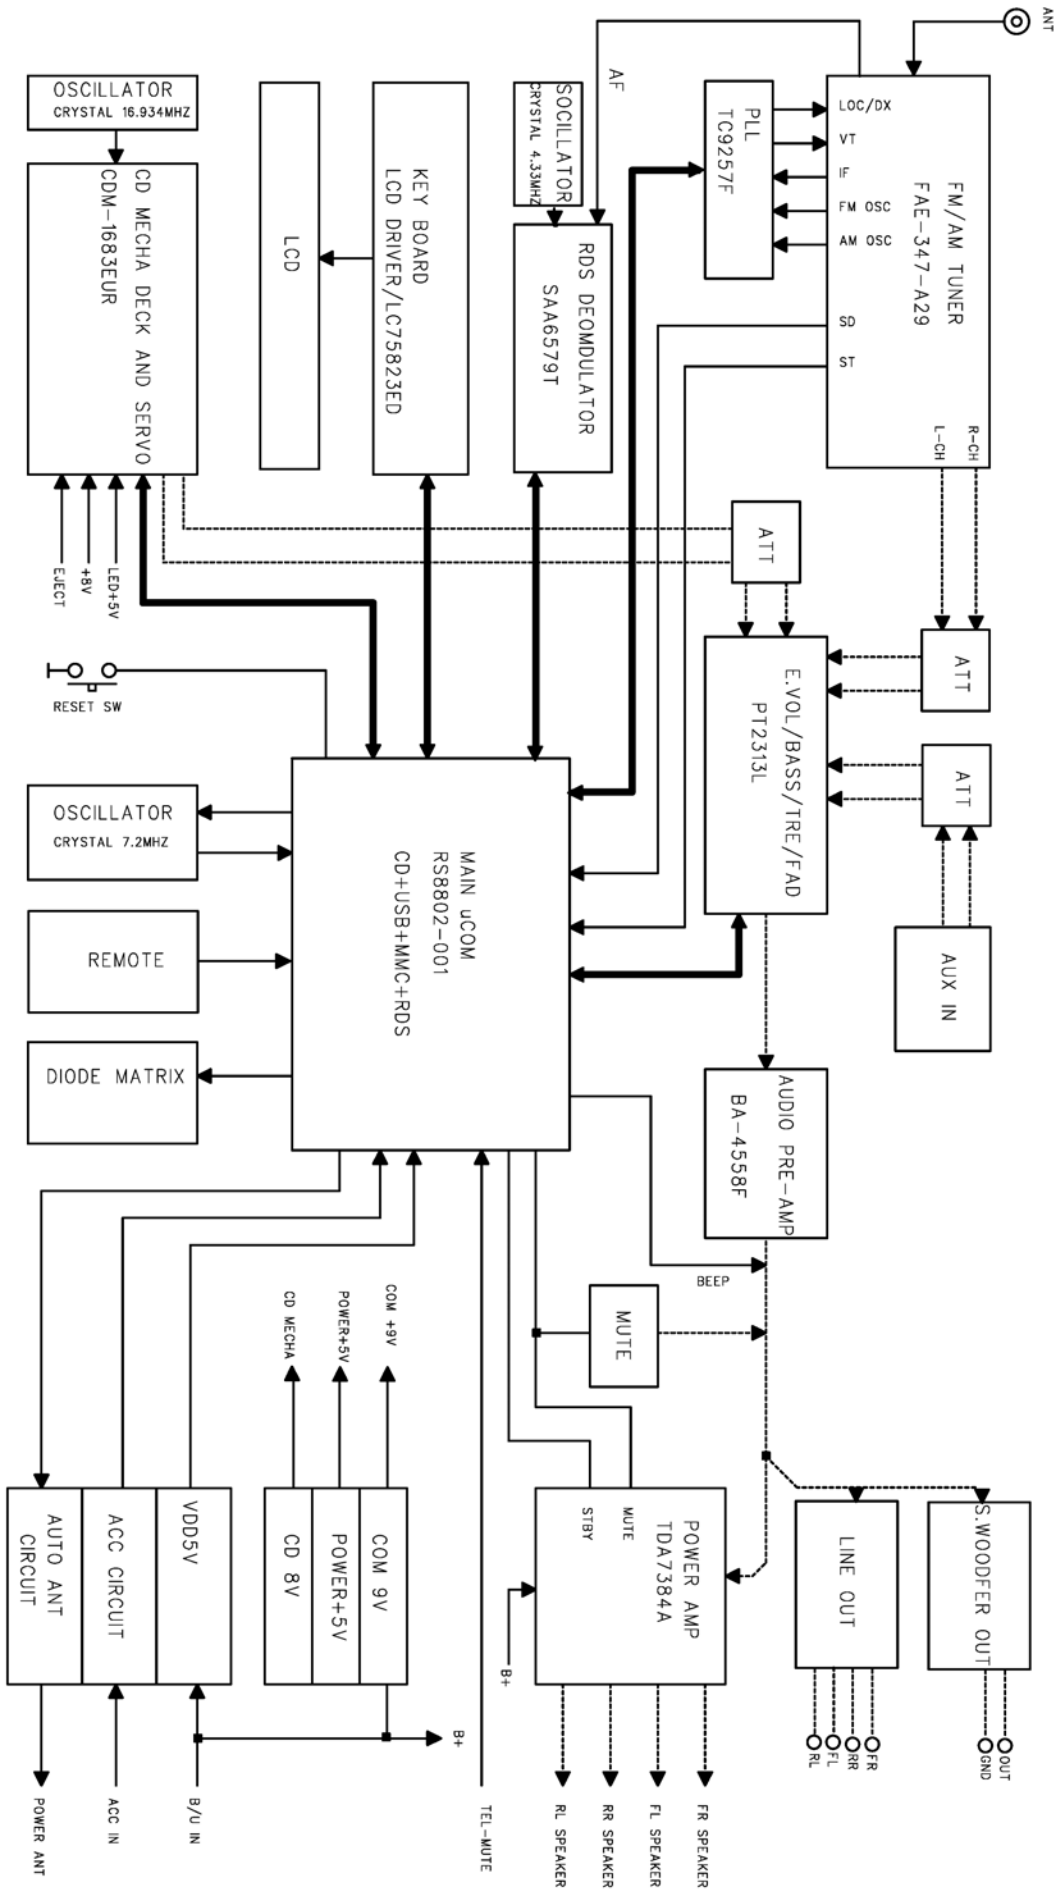 ANT
OSCILLATOR
CRYSTAL 16.934MHZ
CD MECHA DECK AND SERVO
CDM-1683EUR
LCD
KEY BOARD
LCD DRIVER/LC75823ED
SOCILLATOR
CRYSTAL 4.33MHZ
AF
RDS DEOMDULATOR
SAA6579T
PLL
TC9257F
LOC/DX
VT
IF
FM OSC
AM OSC
SD
ST
FM/AM TUNER
FAE-347-A29
L-CH
R-CH
EJECT
+8V
LED+5V
ATT
ATT
ATT
E.VOL/BASS/TRE/FAD
PT2313L
AUX IN
RESET SW
OSCILLATOR
CRYSTAL 7.2MHZ
REMOTE
DIODE MATRIX
MAIN uCOM
RS8802-001
CD+USB+MMC+RDS
AUDIO PRE-AMP
BA-4558F
BEEP
MUTE
CD MECHA
POWER+5V
COM +9V
AUTO ANT
CIRCUIT
ACC CIRCUIT
VDD5V
CD 8V
POWER+5V
COM 9V
STBY
MUTE
POWER AMP
TDA7384A
LINE OUT
S.WOODFER OUT
B+
B+
RL
FL
RR
FR
GND
OUT
POWER ANT
ACC IN
B/U IN
TEL-MUTE
RL SPEAKER
RR SPEAKER
FL SPEAKER
FR SPEAKER